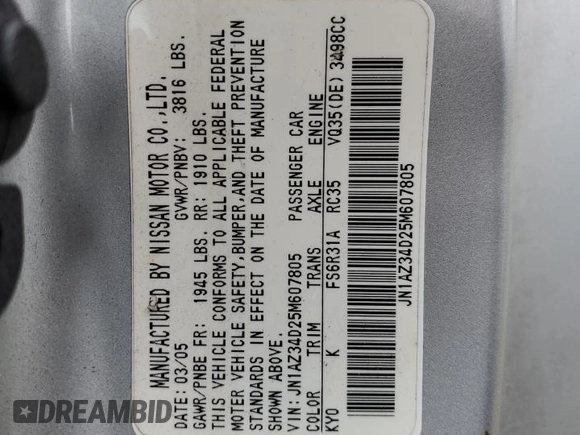 MANUFACTURED BY NISSAN MOTOR CO.,LTD.
DATE: 03/05 GVWR/PNBV: 3816 LBS.
GAWR/PNBE FR: 1945 LBS. RR: 1910 LBS.
THIS VEHICLE CONFORMS TO ALL APPLICABLE FEDERAL
MOTOR VEHICLE SAFETY,BUMPER,AND THEFT PREVENTION
STANDARDS IN EFFECT ON THE DATE OF MANUFACTURE
SHOWN ABOVE.
VIN: JN1AZ34D25M607805 PASSENGER CAR
COLOR TRIM TRANS AXLE ENGINE
KY0 K FS6R31A RC35 VQ35(DE) 3498CC
JN1AZ34D25M607805
DREAMBID